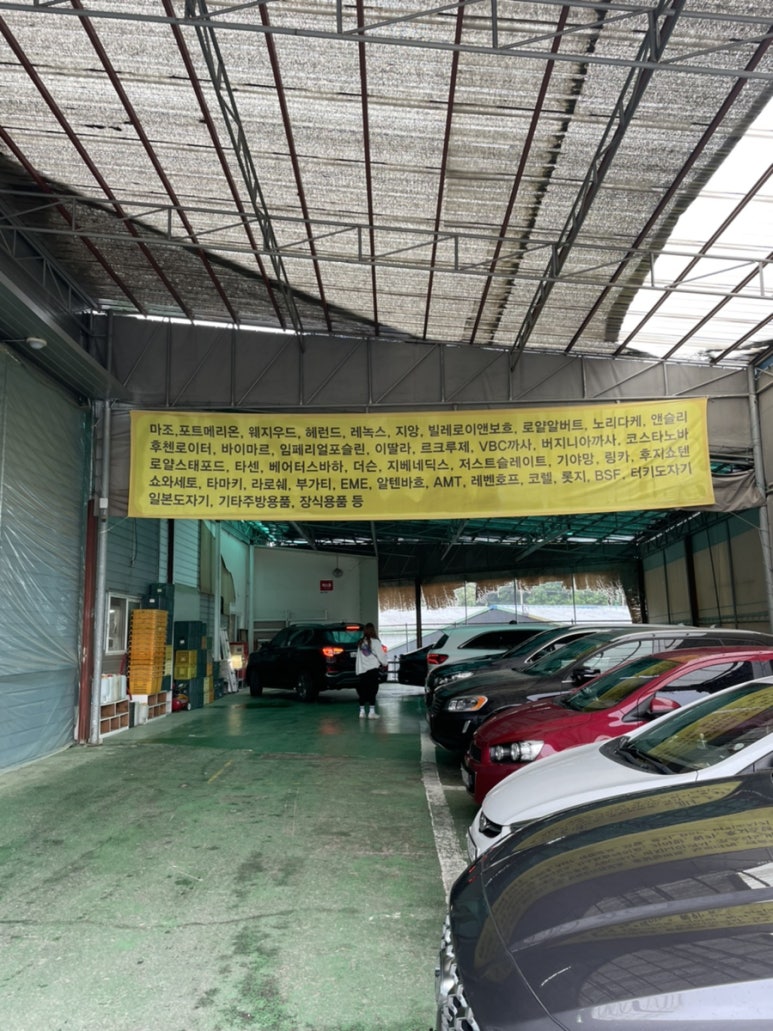 마조.포트메리온, 웨지우드, 헤런드, 레녹스, 지앙, 빌레로이앤보흐, 로얄알버트, 노리다케, 앤슬리
후첸로이터, 바이마르, 임페리얼포슬린, 이딸라, 르크루제, VBC까사, 버지니아까사, 코스타노바
로얄스태포드, 타센, 베어터스바하, 더슨, 지베네딕스, 저스트슬레이트, 기야망, 링카, 후지쇼텐
쇼와세토, 타마키, 라로쉐, 부가티, EME, 알텐바흐, AMT, 레벤호프, 코렐, 롯지, BSF, 터키도자기
일본도자기, 기타주방용품, 장식용품 등